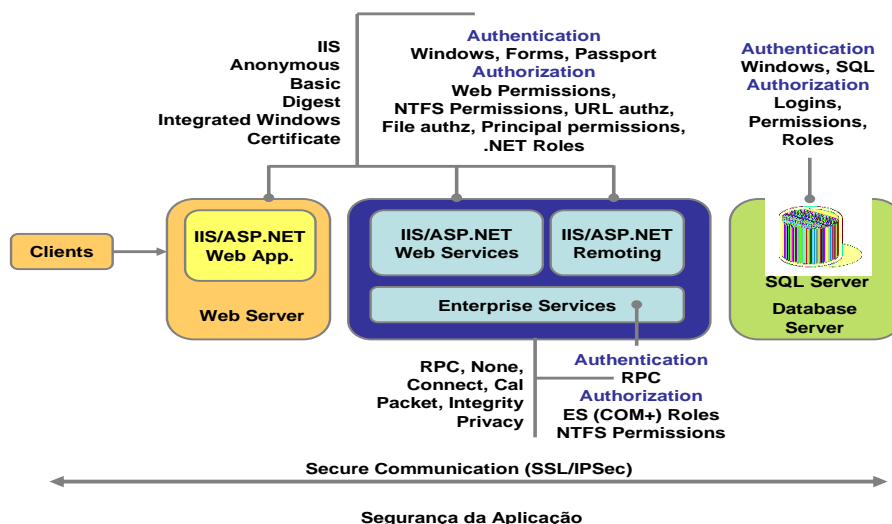 IIS
Anonymous
Basic
Digest
Integrated Windows
Certificate
Authentication
Windows, Forms, Passport
Authorization
Web Permissions,
NTFS Permissions, URL authz,
File authz, Principal permissions,
.NET Roles
Authentication
Windows, SQL
Authorization
Logins,
Permissions,
Roles
Clients
IIS/ASP.NET
Web App.
Web Server
IIS/ASP.NET
Web Services
IIS/ASP.NET
Remoting
Enterprise Services
SQL Server
Database
Server
RPC, None,
Connect, Cal
Packet, Integrity
Privacy
Authentication
RPC
Authorization
ES (COM+) Roles
NTFS Permissions
Secure Communication (SSL/IPSec)
Segurança da Aplicação